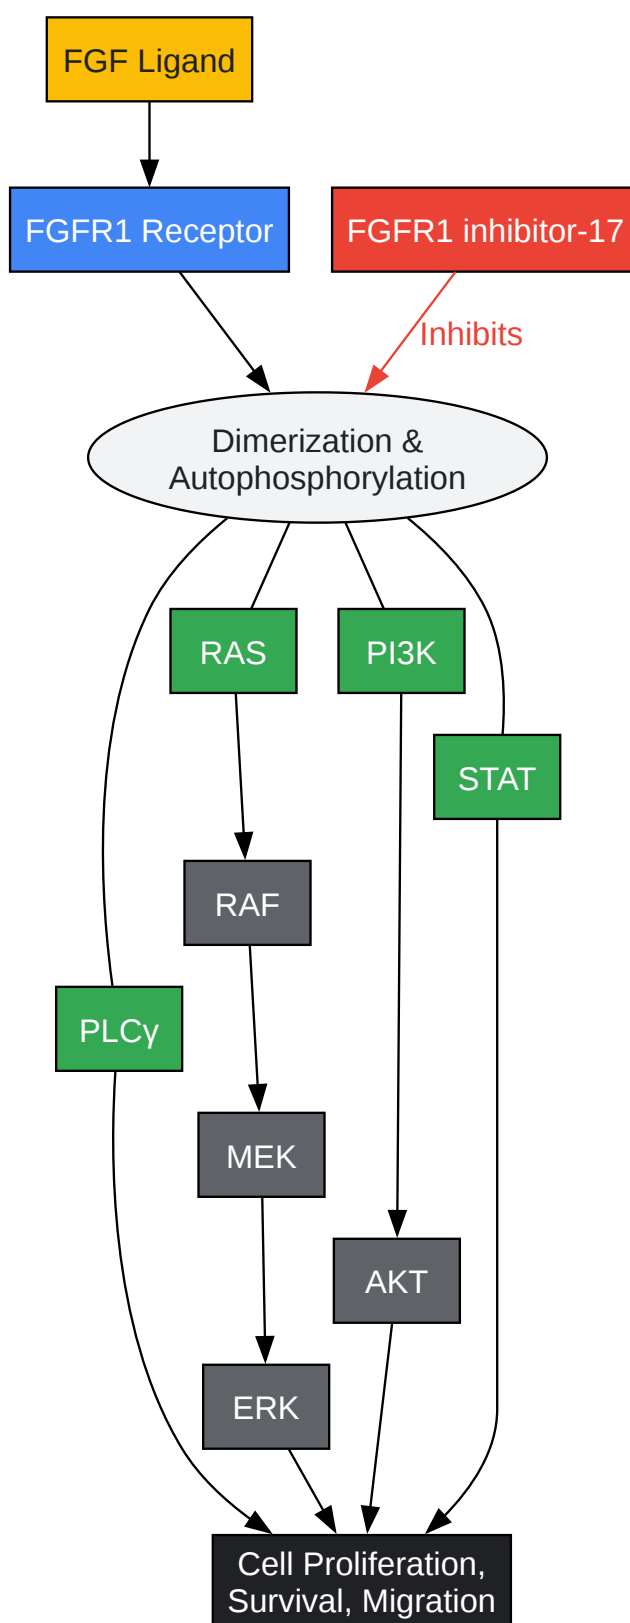 FGF Ligand
FGFR1 Receptor
FGFR1 inhibitor-17
Inhibits
Dimerization &
Autophosphorylation
RAS
PI3K
STAT
RAF
PLCγ
MEK
AKT
ERK
Cell Proliferation,
Survival, Migration